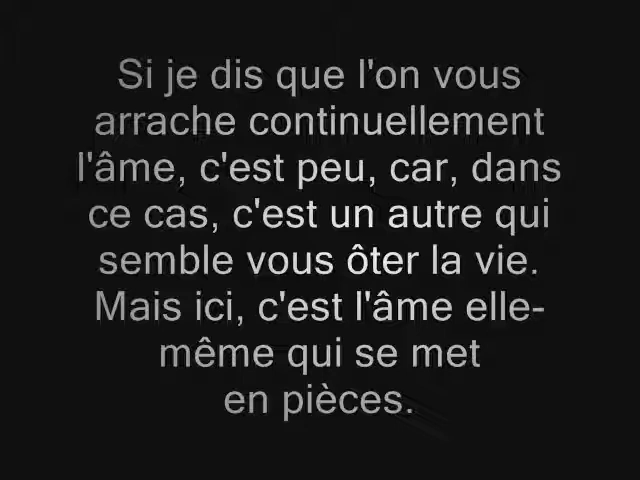 Si je dis que l'on vous
arrache continuellement
l'âme, c'est peu, car, dans
ce cas, c'est un autre qui
semble vous ôter la vie.
Mais ici, c'est l'âme elle-
même qui se met
en pièces.